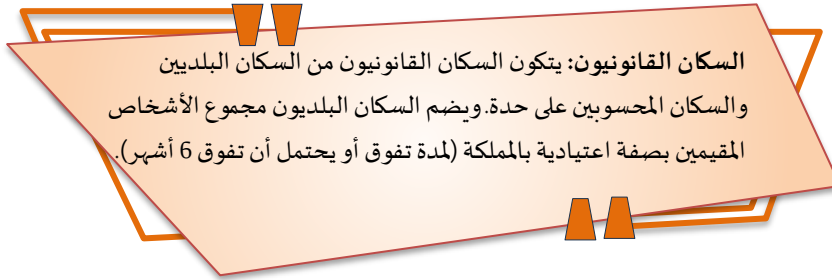 السكان القانونيون: يتكون السكان القانونيون من السكان البلديين
والسكان المحسوبين على حدة. ويضم السكان البلديون مجموع الأشخاص
المقيمين بصفة اعتيادية بالمملكة (لمدة تفوق أو يحتمل أن تفوق 6 أشهر).